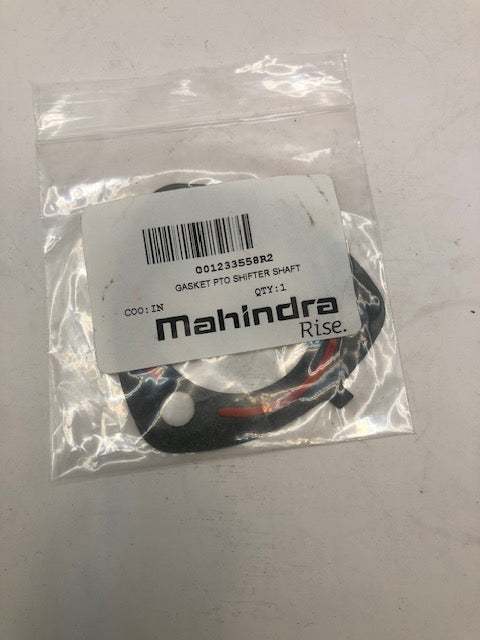 001233558R2
GASKET PTO SHIFTER SHAFT
COO:IN QTY:1
Mahindra
Rise.